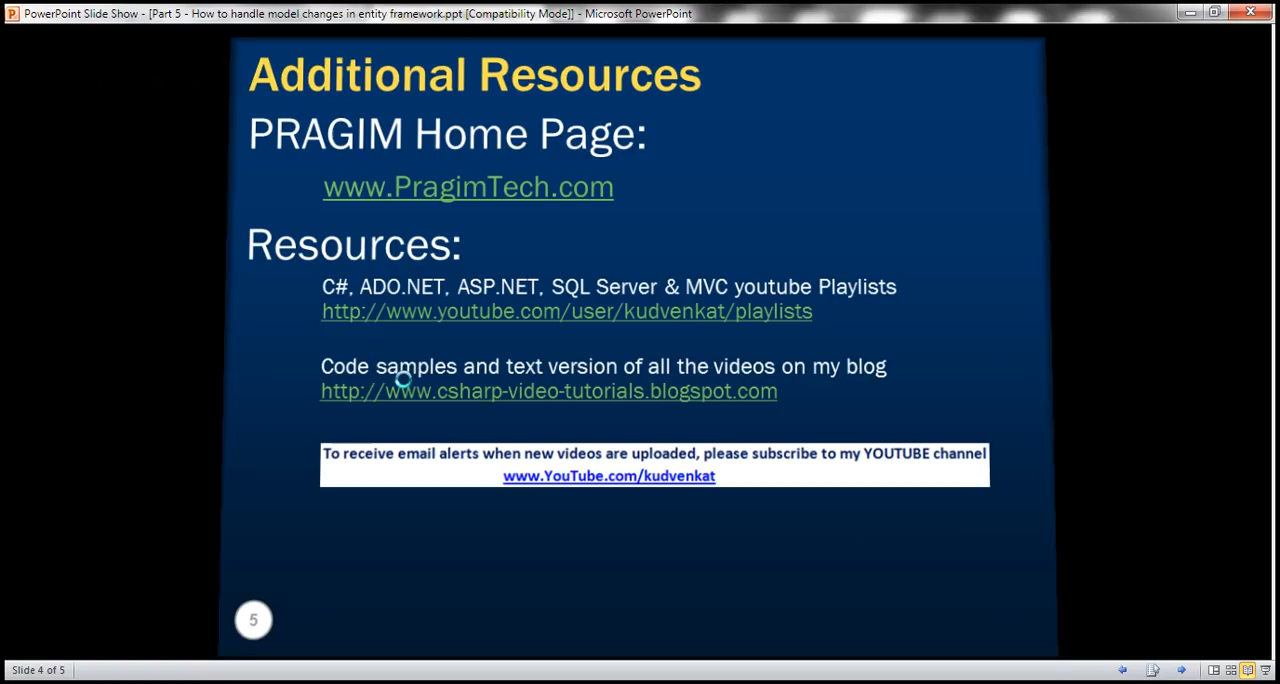 PowerPoint Slide Show - [Part 5 - How to handle model changes in entity framework.ppt [Compatibility Mode]] - Microsoft PowerPoint
Additional Resources
PRAGIM Home Page:
www.PragimTech.com
Resources:
C#, ADO.NET, ASP.NET, SQL Server & MVC youtube Playlists
http://www.youtube.com/user/kudvenkat/playlists
Code samples and text version of all the videos on my blog
http://www.csharp-video-tutorials.blogspot.com
To receive email alerts when new videos are uploaded, please subscribe to my YOUTUBE channel
www.YouTube.com/kudvenkat
5
Slide 4 of 5